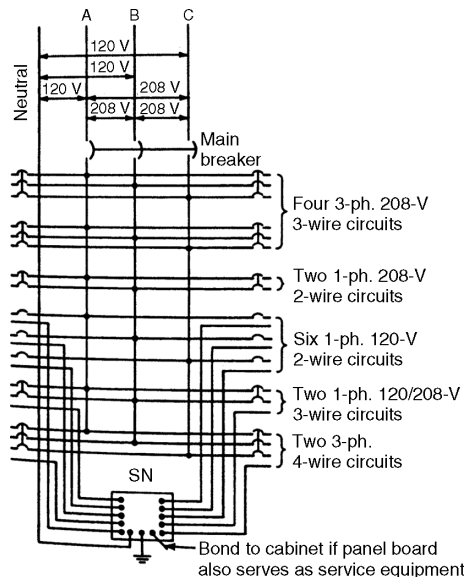 A B C
120 V
120 V
120 V 208 V
208 V 208 V
Neutral
Main
breaker
Four 3-ph. 208-V
3-wire circuits
Two 1-ph. 208-V
2-wire circuits
Six 1-ph. 120-V
2-wire circuits
Two 1-ph. 120/208-V
3-wire circuits
Two 3-ph.
4-wire circuits
SN
Bond to cabinet if panel board
also serves as service equipment